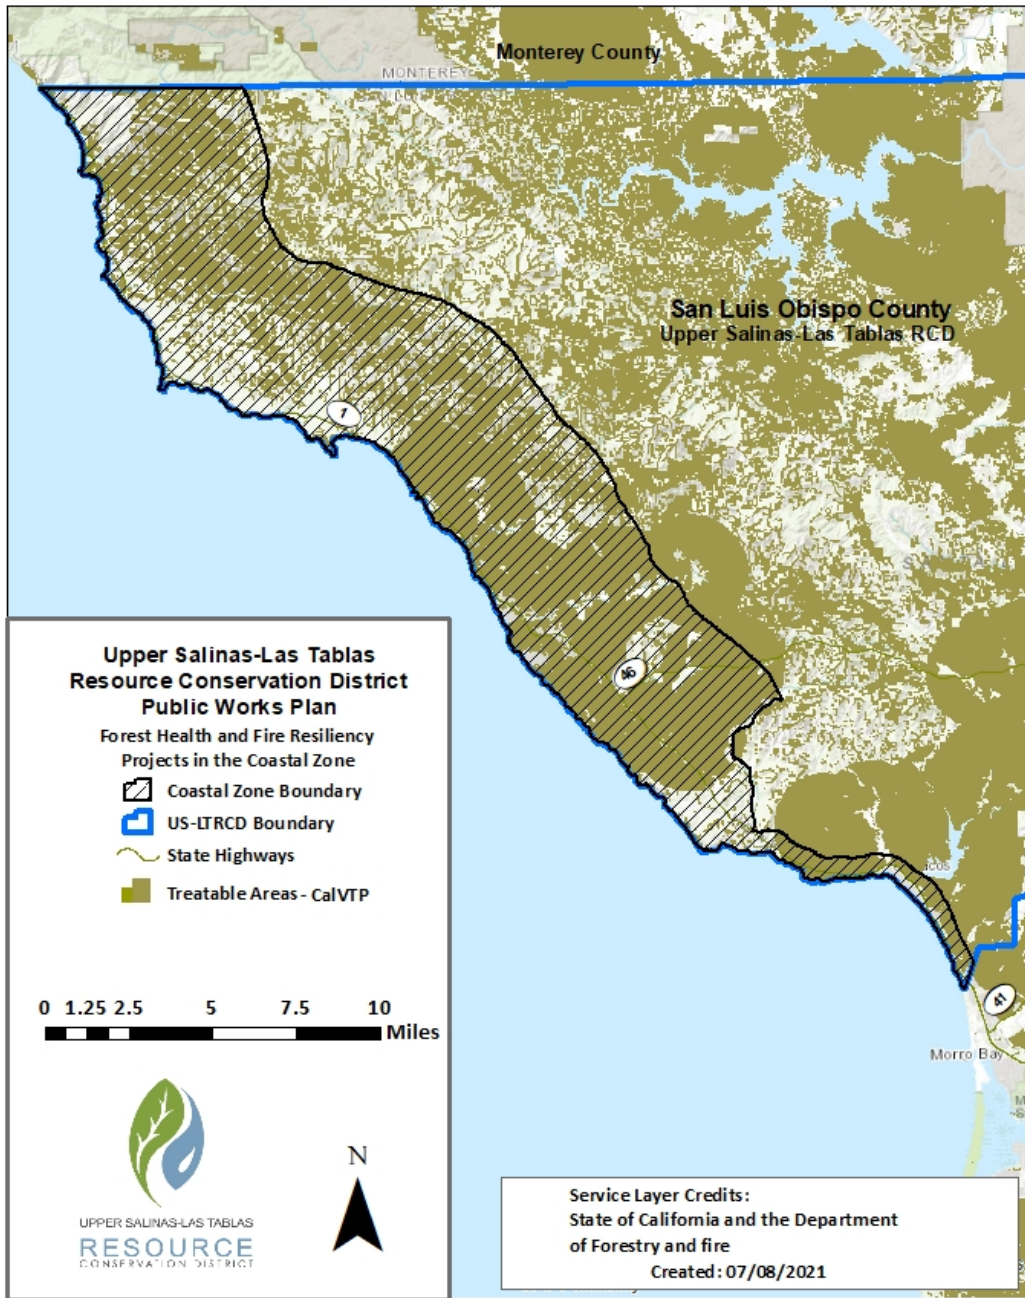 Monterey County
MONTEREY
San Luis Obispo County
Upper Salinas-Las Tablas RCD
1
46
41
Morro Bay
Upper Salinas-Las Tablas
Resource Conservation District
Public Works Plan
Forest Health and Fire Resiliency
Projects in the Coastal Zone
Coastal Zone Boundary
US-LTRCD Boundary
State Highways
Treatable Areas - CalVTP
0 1.25 2.5 5 7.5 10
Miles
N
UPPER SALINAS-LAS TABLAS
RESOURCE
CONSERVATION DISTRICT
Service Layer Credits:
State of California and the Department
of Forestry and fire
Created: 07/08/2021